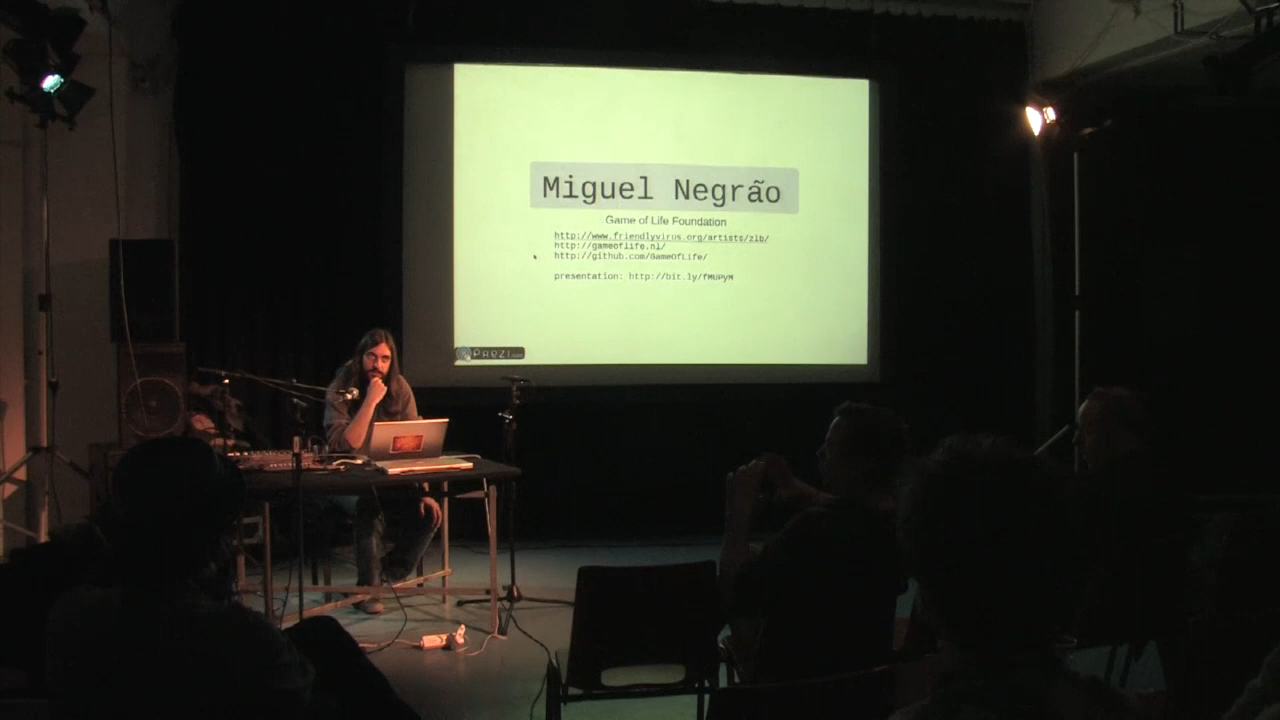 Miguel Negrão
Game of Life Foundation
http://www.friendlyvirus.org/artists/zlb/
http://gameoflife.nl/
http://github.com/GameOfLife/
presentation: http://bit.ly/fMUPyM
Prezi.com